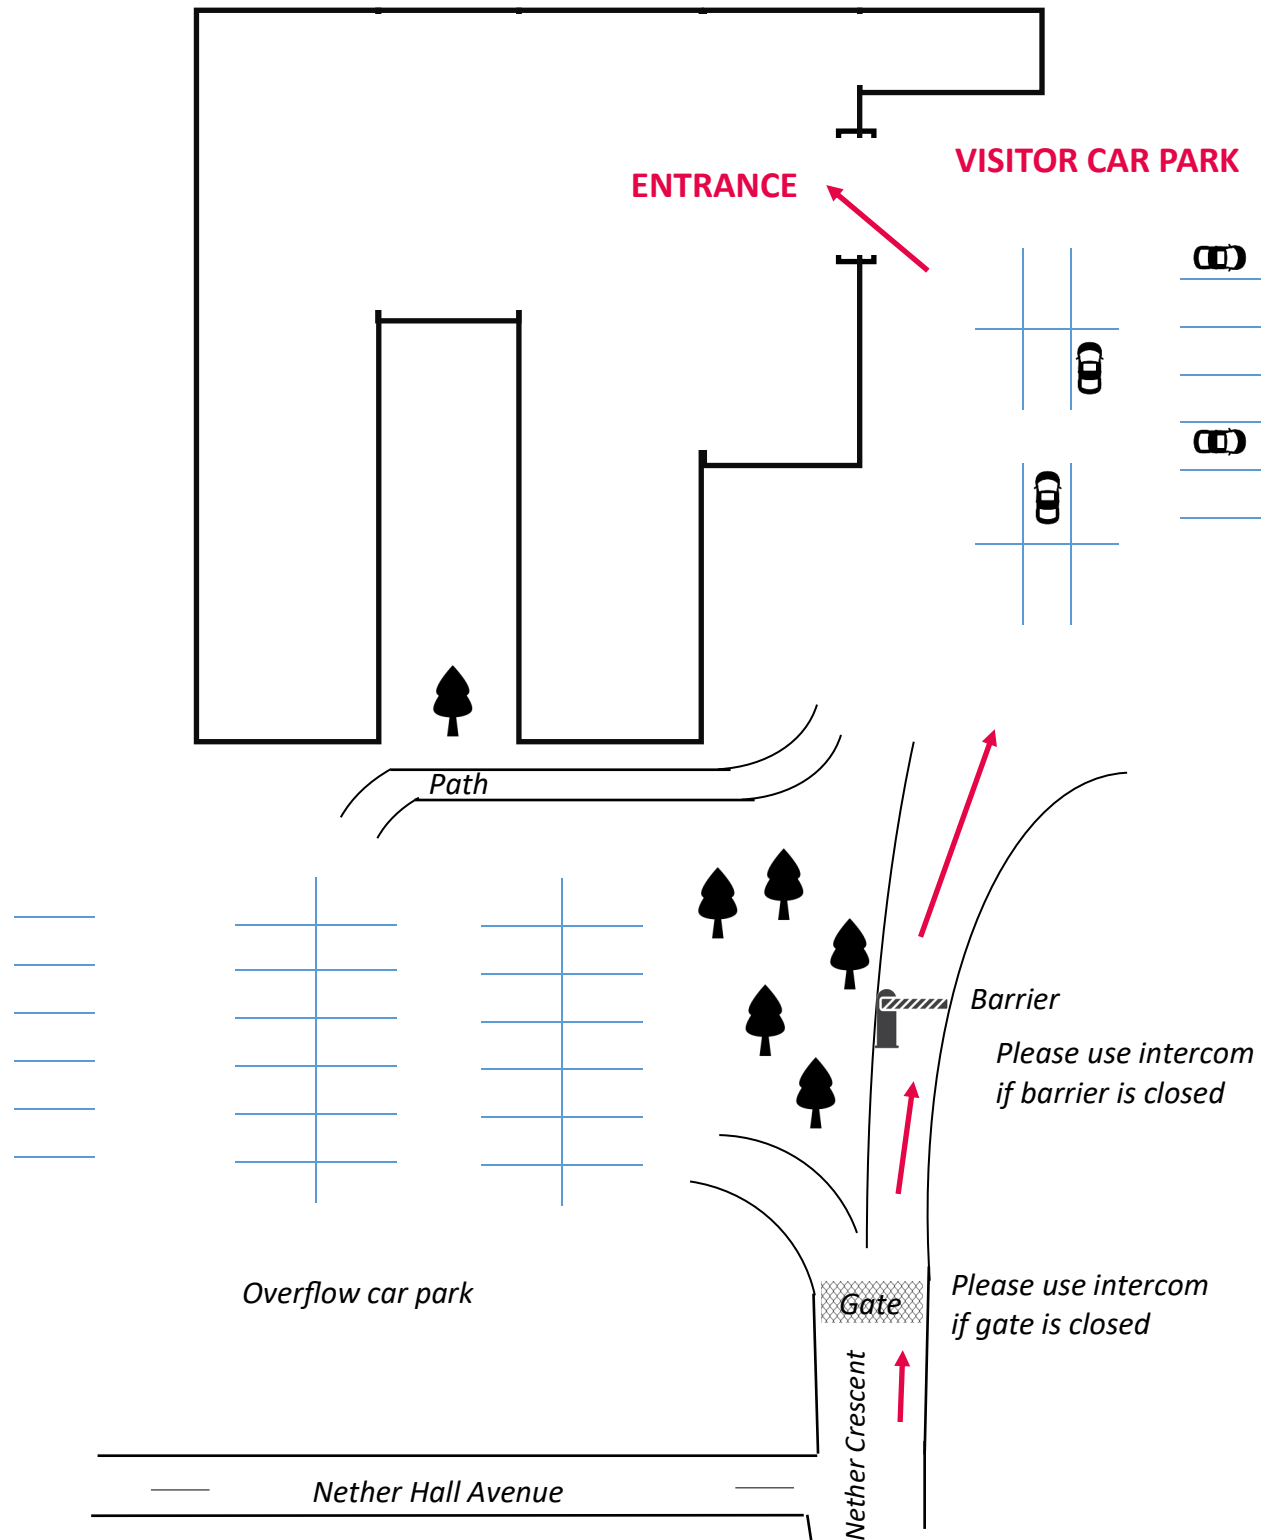 VISITOR CAR PARK
ENTRANCE
Path
Barrier
Please use intercom
if barrier is closed
Overflow car park
Gate
Please use intercom
if gate is closed
Nether Crescent
Nether Hall Avenue